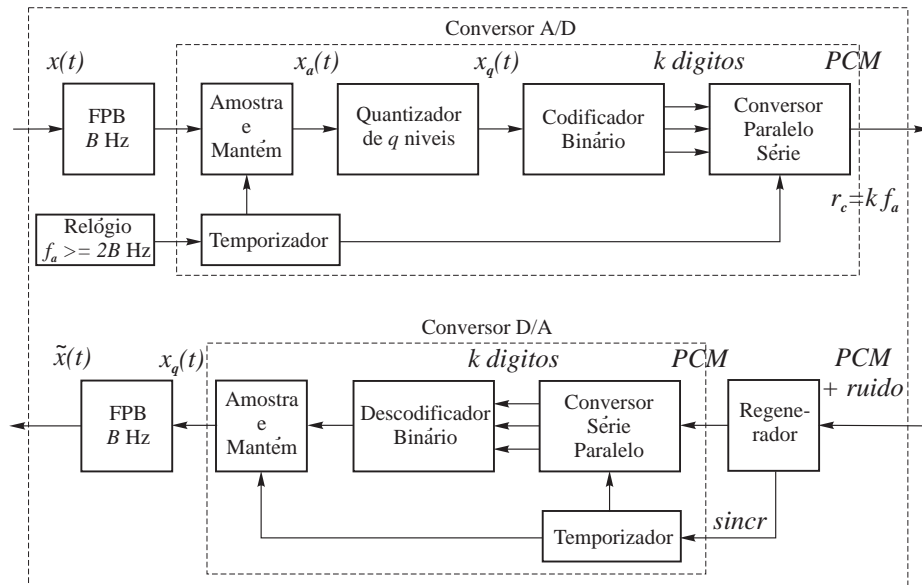 Conversor A/D
x(t)
x_a(t)
x_q(t)
k digitos
PCM
FPB
B Hz
Amostra
e
Mantém
Quantizador
de q niveis
Codificador
Binário
Conversor
Paralelo
Série
r_c=k f_a
Relógio
f_a >= 2B Hz
Temporizador
Conversor D/A
x̃(t)
x_q(t)
k digitos
PCM
PCM
+ ruido
FPB
B Hz
Amostra
e
Mantém
Descodificador
Binário
Conversor
Série
Paralelo
Regene-
rador
sincr
Temporizador